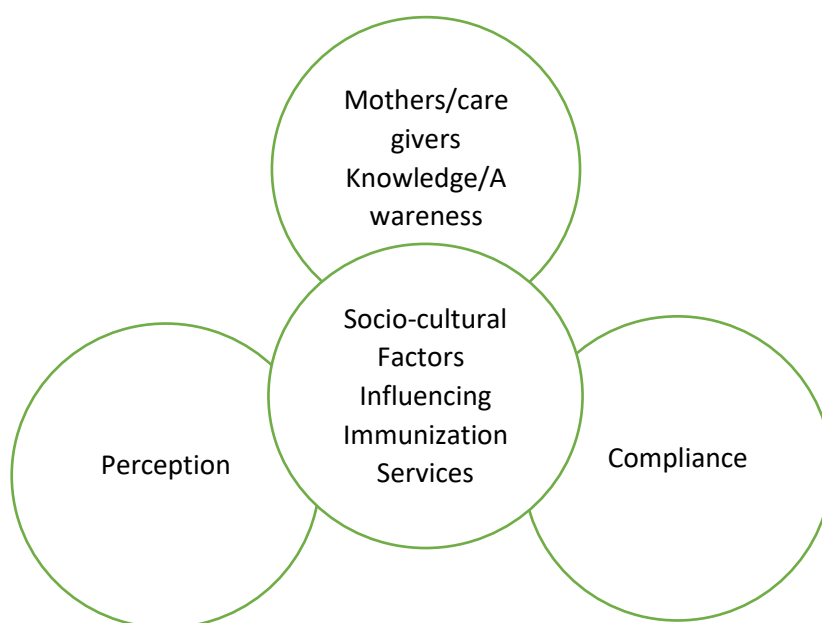 Mothers/care
givers
Knowledge/A
wareness
Socio-cultural
Factors
Influencing
Immunization
Services
Perception
Compliance